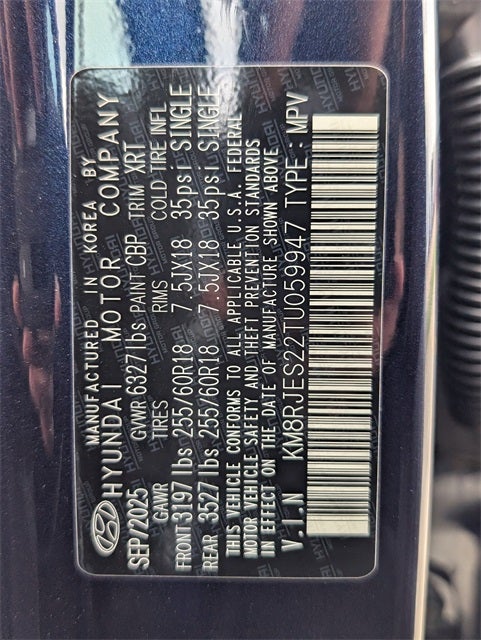 MANUFACTURED IN KOREA BY
HYUNDAI MOTOR COMPANY
SEP/2025 GVWR 6327lbs PAINT CBP TRIM XRT
GAWR TIRES RIMS COLD TIRE INFL
FRONT 3197 lbs 255/60R18 7.5JX18 35psi SINGLE
REAR 3527 lbs 255/60R18 7.5JX18 35psi SINGLE
THIS VEHICLE CONFORMS TO ALL APPLICABLE U.S.A. FEDERAL
MOTOR VEHICLE SAFETY AND THEFT PREVENTION STANDARDS
IN EFFECT ON THE DATE OF MANUFACTURE, SHOWN ABOVE.
V.I.N KM8RJES22TU059947 TYPE: MPV